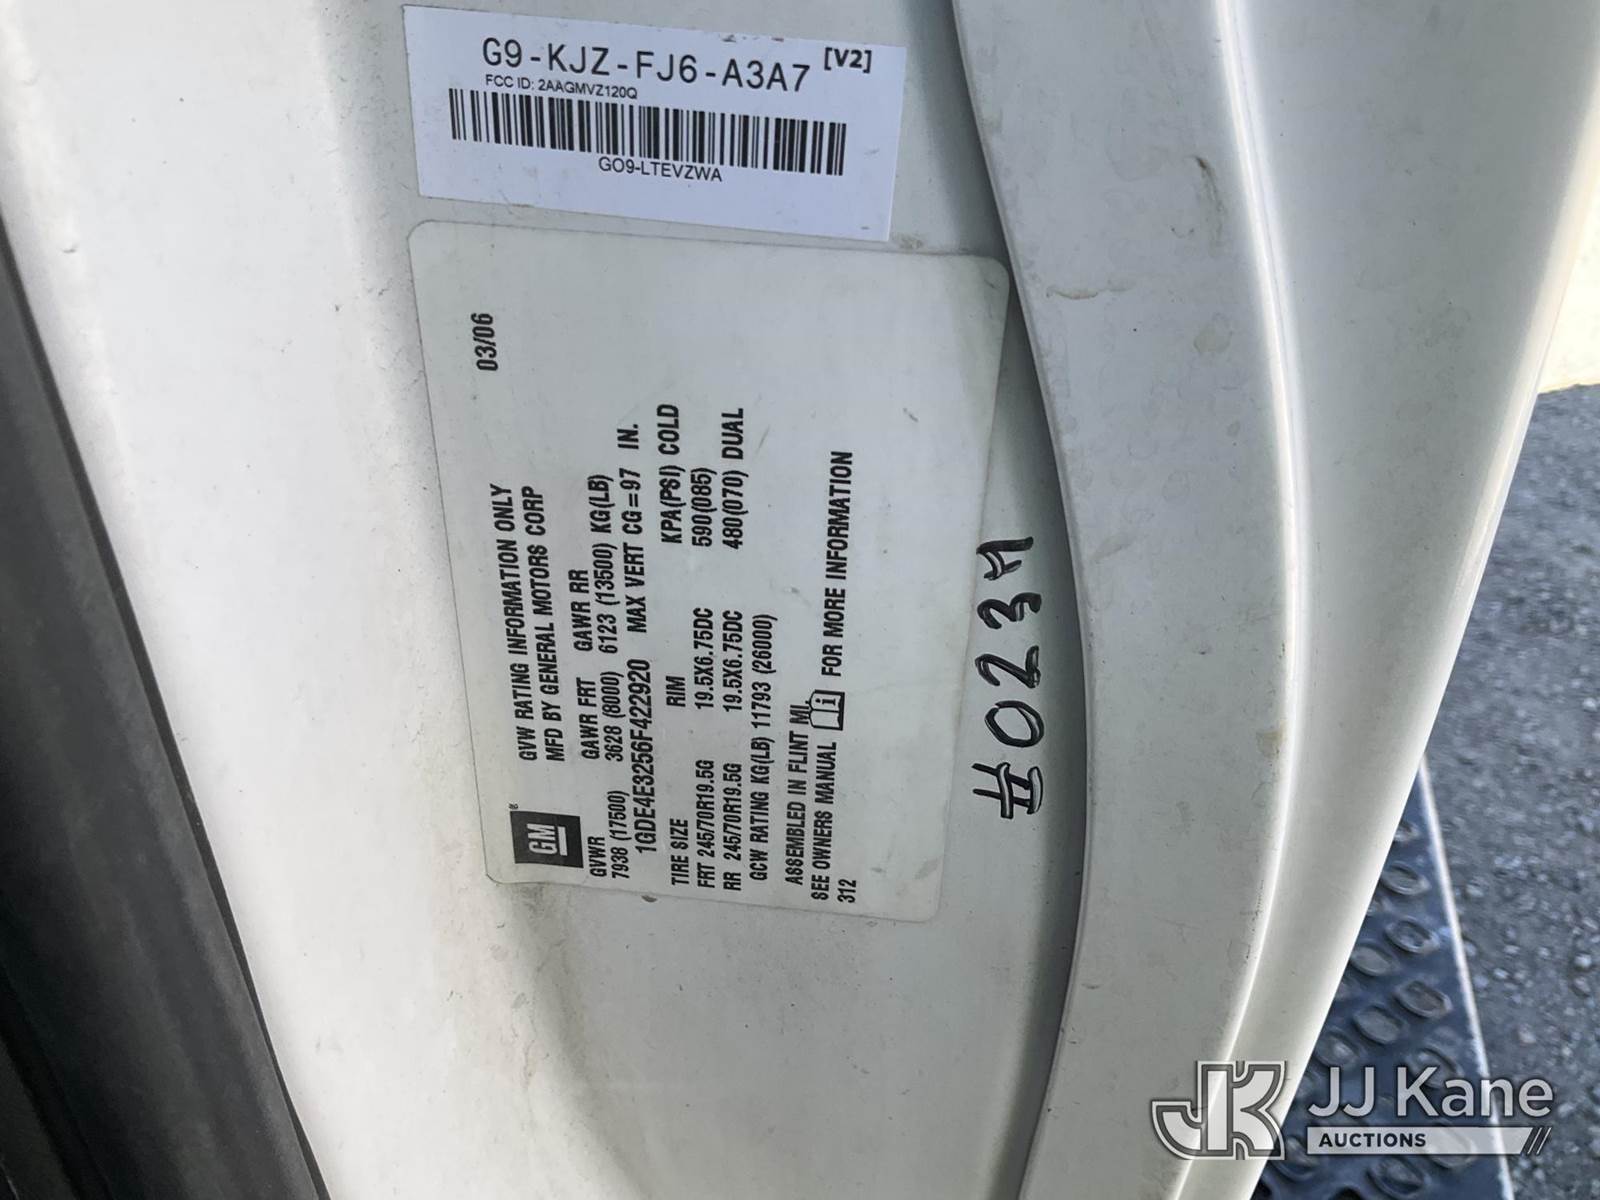 G9-KJZ-FJ6-A3A7 [V2]
FCC ID: 2AAGMVZ120Q
GO9-LTEVZWA
03/06
GM ®
GVW RATING INFORMATION ONLY
MFD BY GENERAL MOTORS CORP
GVWR GAWR FRT GAWR RR
7938 (17500) 3628 (8000) 6123 (13500) KG(LB)
1GDE4E3256F422920 MAX VERT CG=97 IN.
TIRE SIZE RIM KPA(PSI) COLD
FRT 245/70R19.5G 19.5X6.75DC 590(085)
RR 245/70R19.5G 19.5X6.75DC 480(070) DUAL
GCW RATING KG(LB) 11793 (26000)
ASSEMBLED IN FLINT MI.
SEE OWNERS MANUAL FOR MORE INFORMATION
312
JK JJ Kane
AUCTIONS